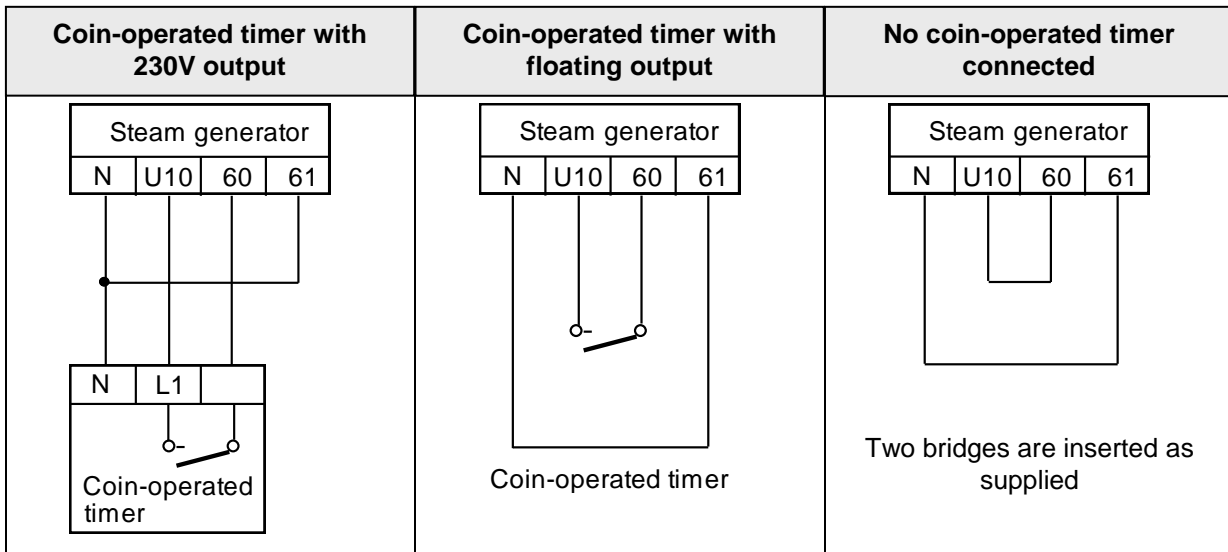 Coin-operated timer with
230V output
Coin-operated timer with
floating output
No coin-operated timer
connected
Steam generator
N U10 60 61
N L1
Coin-operated
timer
Steam generator
N U10 60 61
Coin-operated timer
Steam generator
N U10 60 61
Two bridges are inserted as
supplied